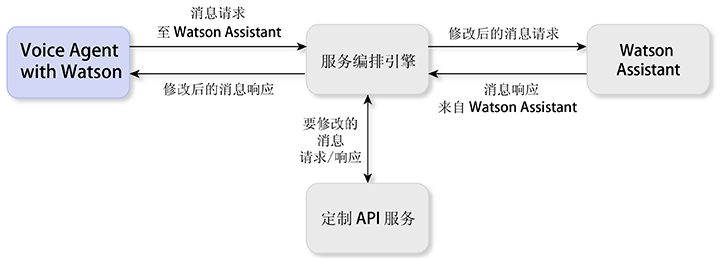 消息请求
至 Watson Assistant
Voice Agent
with Watson
修改后的消息响应
服务编排引擎
修改后的消息请求
消息响应
来自 Watson Assistant
Watson
Assistant
要修改的
消息
请求/响应
定制 API 服务